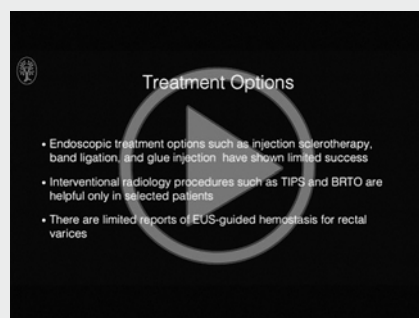 Treatment Options
• Endoscopic treatment options such as injection sclerotherapy,
band ligation, and glue injection have shown limited success
• Interventional radiology procedures such as TIPS and BRTO are
helpful only in selected patients
• There are limited reports of EUS-guided hemostasis for rectal
varices